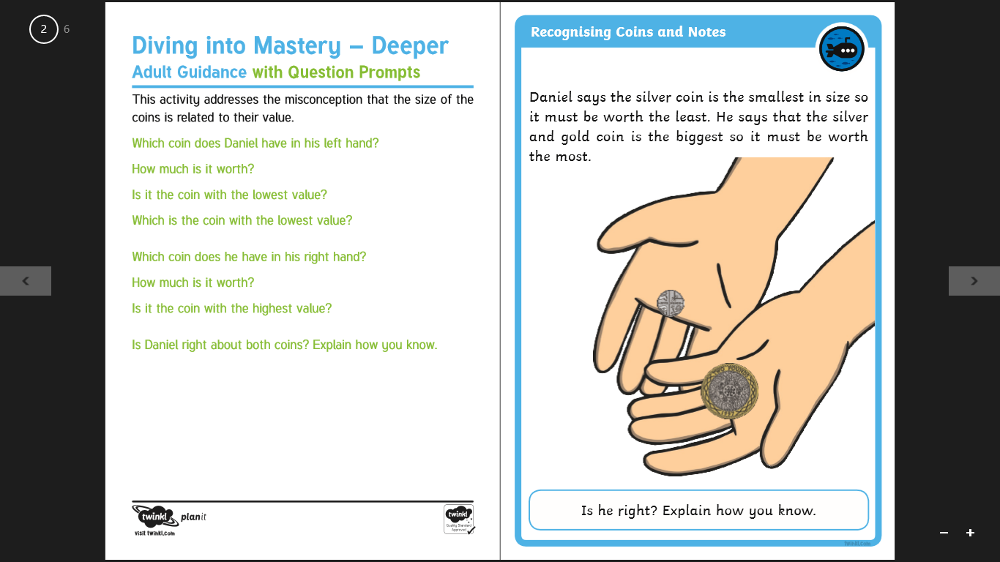 2 6
Diving into Mastery – Deeper
Adult Guidance with Question Prompts
This activity addresses the misconception that the size of the
coins is related to their value.
Which coin does Daniel have in his left hand?
How much is it worth?
Is it the coin with the lowest value?
Which is the coin with the lowest value?
Which coin does he have in his right hand?
How much is it worth?
Is it the coin with the highest value?
Is Daniel right about both coins? Explain how you know.
twinkl planit
visit twinkl.com
twinkl
Quality Standard
Approved
Recognising Coins and Notes
Daniel says the silver coin is the smallest in size so
it must be worth the least. He says that the silver
and gold coin is the biggest so it must be worth
the most.
TWO POUNDS
1997
Is he right? Explain how you know.
twinkl.com